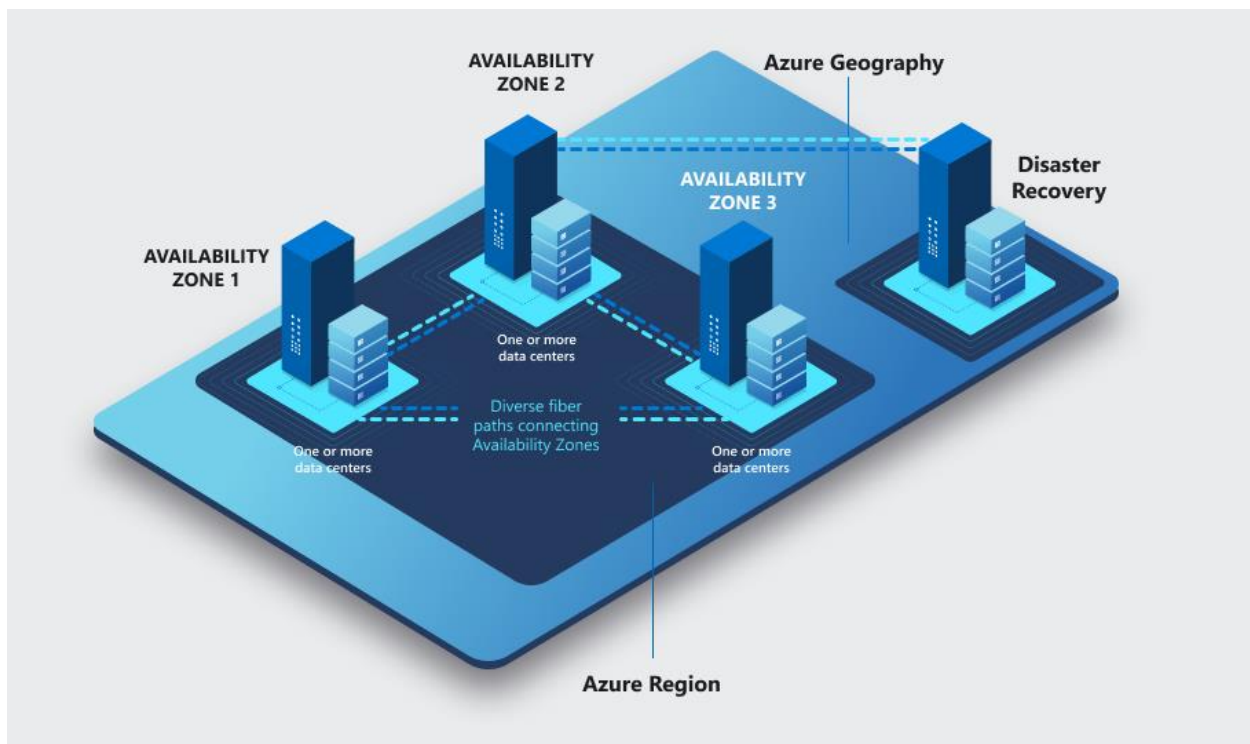 AVAILABILITY
ZONE 2
Azure Geography
Disaster
Recovery
AVAILABILITY
ZONE 3
AVAILABILITY
ZONE 1
One or more
data centers
Diverse fiber
paths connecting
Availability Zones
One or more
data centers
One or more
data centers
Azure Region